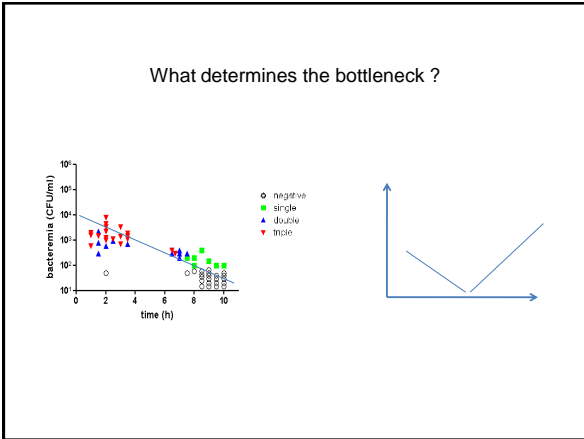 What determines the bottleneck ?
bacteremia (CFU/ml)
10⁶
10⁵
10⁴
10³
10²
10¹
0
2
4
6
8
10
time (h)
negative
single
double
triple